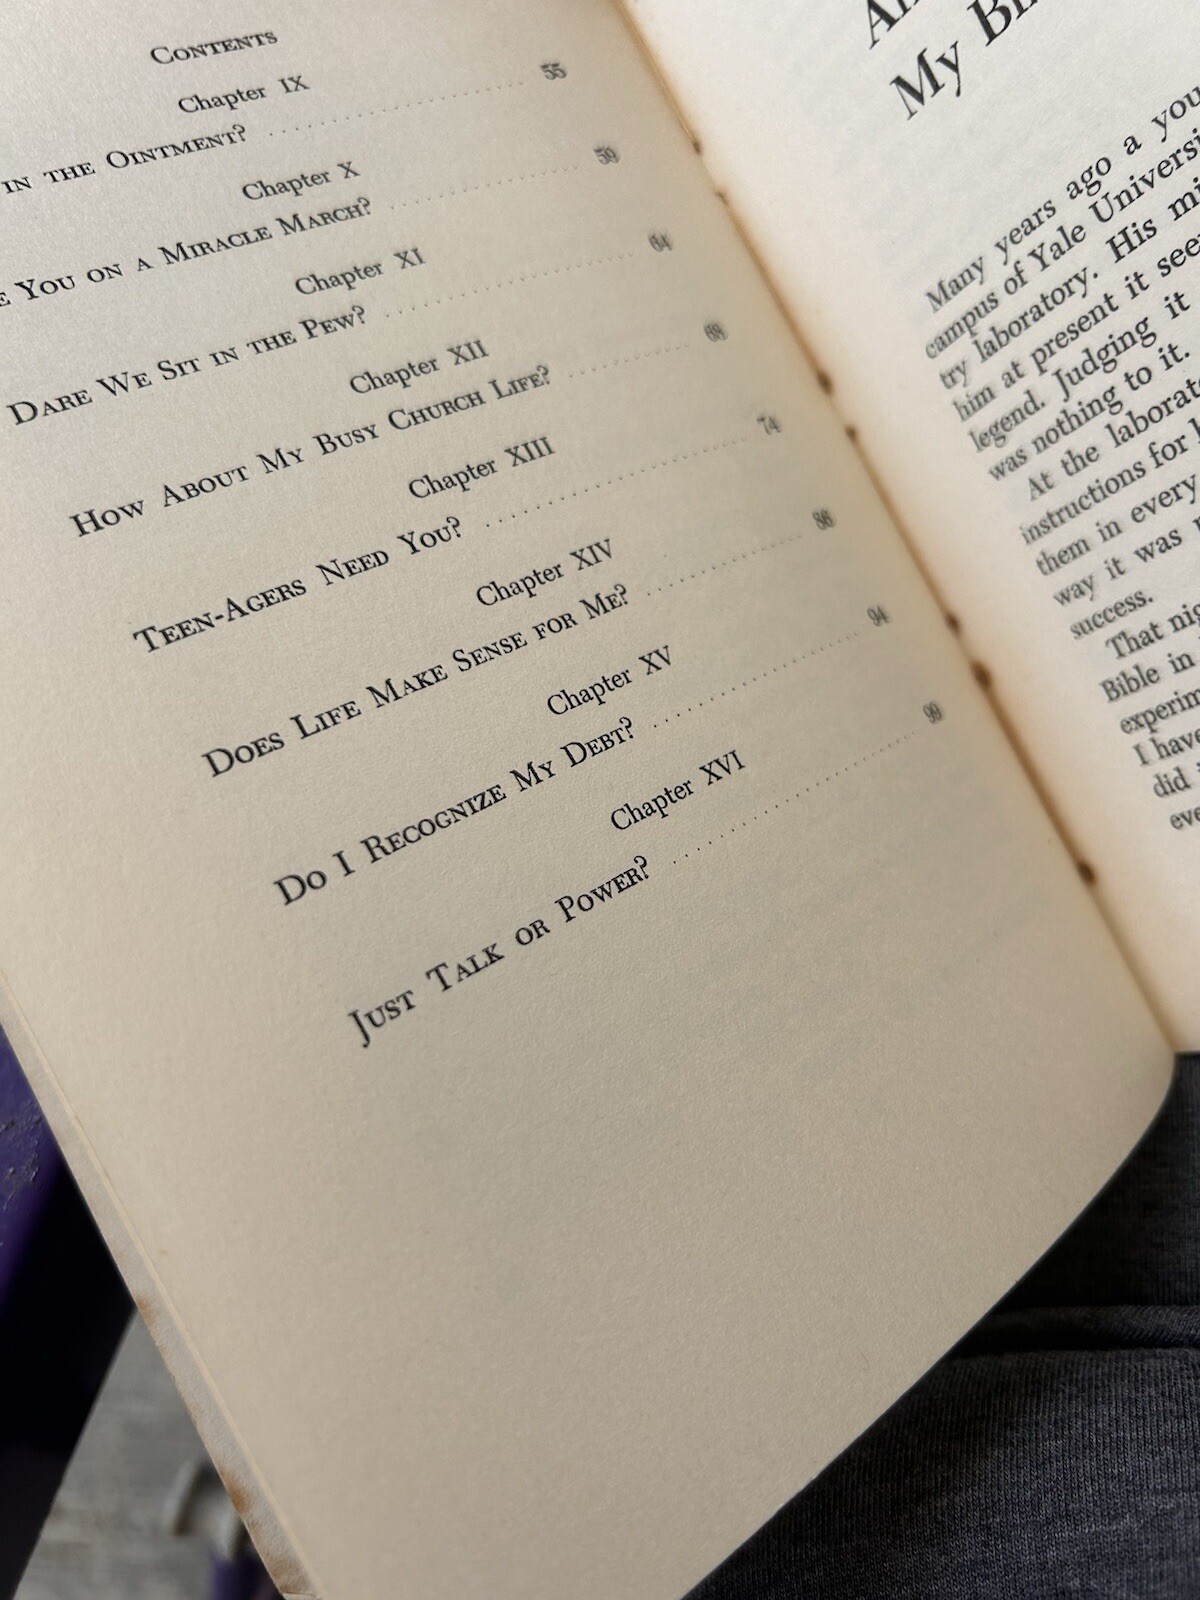 Contents
Chapter IX
in the Ointment? 55
Chapter X
You on a Miracle March? 59
Chapter XI
Dare We Sit in the Pew? 64
Chapter XII
How About My Busy Church Life? 68
Chapter XIII
Teen-Agers Need You? 74
Chapter XIV
Does Life Make Sense for Me? 86
Chapter XV
Do I Recognize My Debt? 94
Chapter XVI
Just Talk or Power? 99
My
Many years ago a
campus of Yale
try laboratory. His
him at present it
legend. Judging it
was nothing to it.
At the
instructions for
them in every
way it was
success.
That
Bible in
I have
did